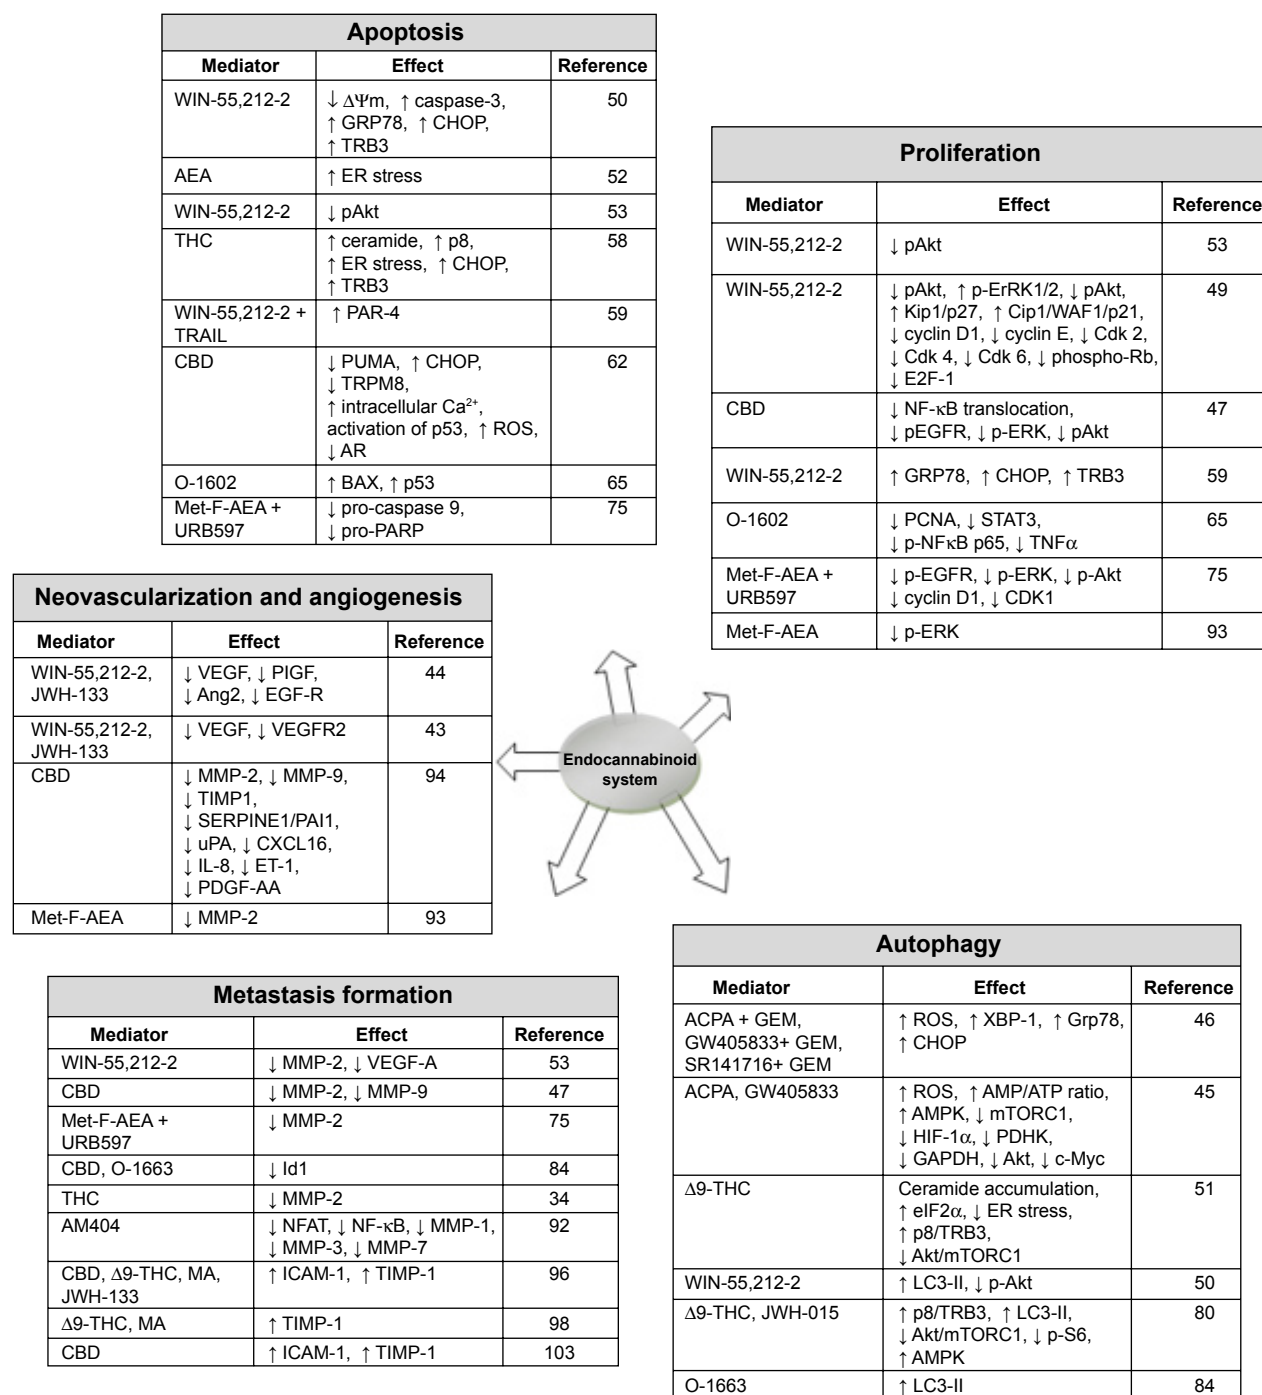 Apoptosis
Mediator Effect Reference
WIN-55,212-2 ↓ ΔΨm, ↑ caspase-3, 50
↑ GRP78, ↑ CHOP,
↑ TRB3
AEA ↑ ER stress 52
WIN-55,212-2 ↓ pAkt 53
THC ↑ ceramide, ↑ p8, 58
↑ ER stress, ↑ CHOP,
↑ TRB3
WIN-55,212-2 + ↑ PAR-4 59
TRAIL
CBD ↓ PUMA, ↑ CHOP, 62
↓ TRPM8,
↑ intracellular Ca²⁺,
activation of p53, ↑ ROS,
↓ AR
O-1602 ↑ BAX, ↑ p53 65
Met-F-AEA + ↓ pro-caspase 9, 75
URB597 ↓ pro-PARP
Proliferation
Mediator Effect Reference
WIN-55,212-2 ↓ pAkt 53
WIN-55,212-2 ↓ pAkt, ↑ p-ErRK1/2, ↓ pAkt, 49
↑ Kip1/p27, ↑ Cip1/WAF1/p21,
↓ cyclin D1, ↓ cyclin E, ↓ Cdk 2,
↓ Cdk 4, ↓ Cdk 6, ↓ phospho-Rb,
↓ E2F-1
CBD ↓ NF-κB translocation, 47
↓ pEGFR, ↓ p-ERK, ↓ pAkt
WIN-55,212-2 ↑ GRP78, ↑ CHOP, ↑ TRB3 59
O-1602 ↓ PCNA, ↓ STAT3, 65
↓ p-NFκB p65, ↓ TNFα
Met-F-AEA + ↓ p-EGFR, ↓ p-ERK, ↓ p-Akt 75
URB597 ↓ cyclin D1, ↓ CDK1
Met-F-AEA ↓ p-ERK 93
Neovascularization and angiogenesis
Mediator Effect Reference
WIN-55,212-2, ↓ VEGF, ↓ PIGF, 44
JWH-133 ↓ Ang2, ↓ EGF-R
WIN-55,212-2, ↓ VEGF, ↓ VEGFR2 43
JWH-133
CBD ↓ MMP-2, ↓ MMP-9, 94
↓ TIMP1,
↓ SERPINE1/PAI1,
↓ uPA, ↓ CXCL16,
↓ IL-8, ↓ ET-1,
↓ PDGF-AA
Met-F-AEA ↓ MMP-2 93
Endocannabinoid
system
Metastasis formation
Mediator Effect Reference
WIN-55,212-2 ↓ MMP-2, ↓ VEGF-A 53
CBD ↓ MMP-2, ↓ MMP-9 47
Met-F-AEA + ↓ MMP-2 75
URB597
CBD, O-1663 ↓ Id1 84
THC ↓ MMP-2 34
AM404 ↓ NFAT, ↓ NF-κB, ↓ MMP-1, 92
↓ MMP-3, ↓ MMP-7
CBD, Δ9-THC, MA, ↑ ICAM-1, ↑ TIMP-1 96
JWH-133
Δ9-THC, MA ↑ TIMP-1 98
CBD ↑ ICAM-1, ↑ TIMP-1 103
Autophagy
Mediator Effect Reference
ACPA + GEM, ↑ ROS, ↑ XBP-1, ↑ Grp78, 46
GW405833+ GEM, ↑ CHOP
SR141716+ GEM
ACPA, GW405833 ↑ ROS, ↑ AMP/ATP ratio, 45
↑ AMPK, ↓ mTORC1,
↓ HIF-1α, ↓ PDHK,
↓ GAPDH, ↓ Akt, ↓ c-Myc
Δ9-THC Ceramide accumulation, 51
↑ eIF2α, ↓ ER stress,
↑ p8/TRB3,
↓ Akt/mTORC1
WIN-55,212-2 ↑ LC3-II, ↓ p-Akt 50
Δ9-THC, JWH-015 ↑ p8/TRB3, ↑ LC3-II, 80
↓ Akt/mTORC1, ↓ p-S6,
↑ AMPK
O-1663 ↑ LC3-II 84